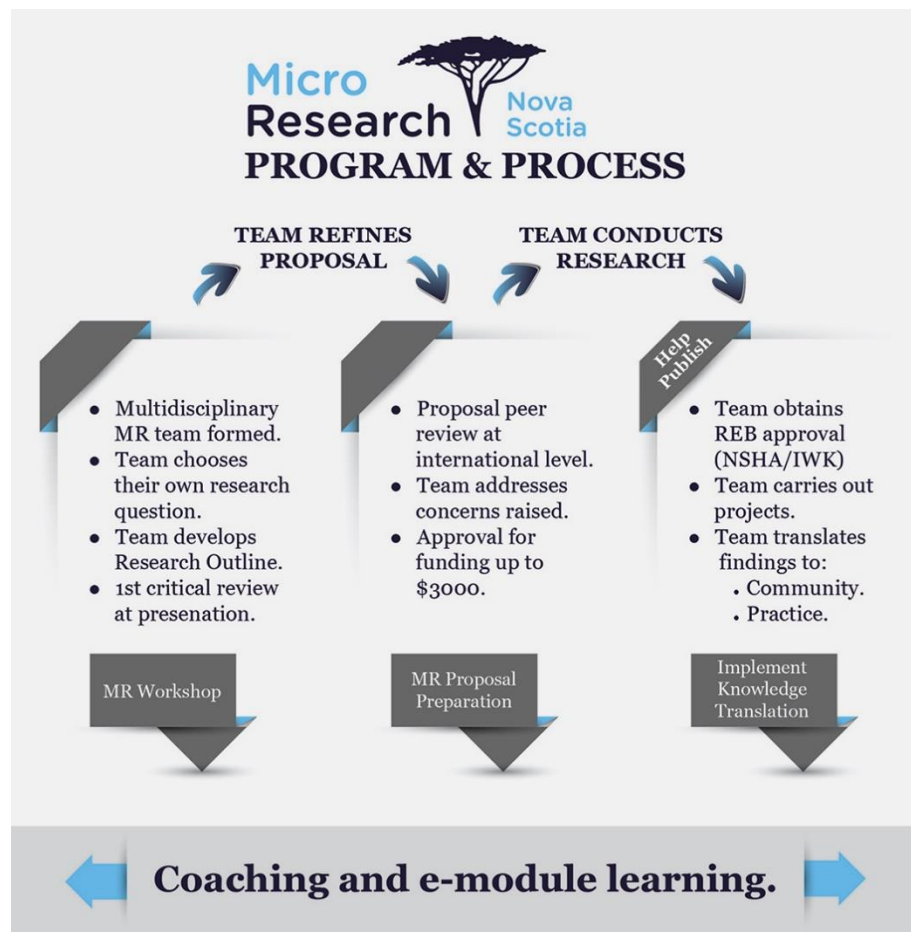 Micro
Research
Nova
Scotia
PROGRAM & PROCESS
TEAM REFINES
PROPOSAL
TEAM CONDUCTS
RESEARCH
● Multidisciplinary
MR team formed.
● Team chooses
their own research
question.
● Team develops
Research Outline.
● 1st critical review
at presenation.
MR Workshop
● Proposal peer
review at
international level.
● Team addresses
concerns raised.
● Approval for
funding up to
$3000.
MR Proposal
Preparation
Help
Publish
● Team obtains
REB approval
(NSHA/IWK)
● Team carries out
projects.
● Team translates
findings to:
• Community.
• Practice.
Implement
Knowledge
Translation
Coaching and e-module learning.